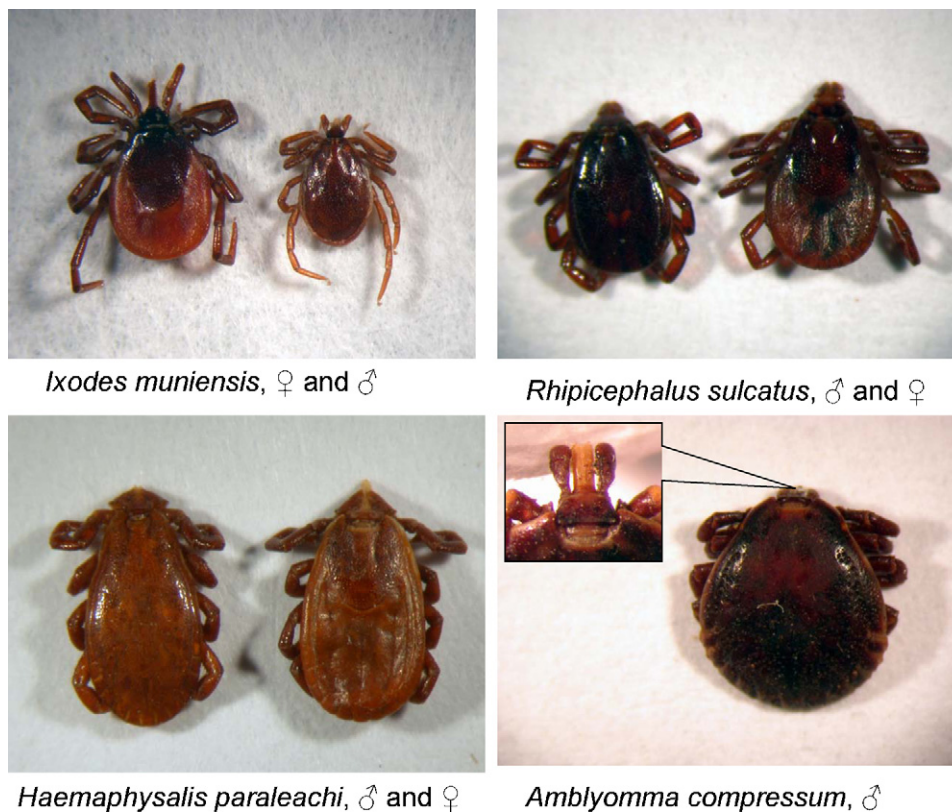 Ixodes muniensis, ♀ and ♂
Rhipicephalus sulcatus, ♂ and ♀
Haemaphysalis paraleachi, ♂ and ♀
Amblyomma compressum, ♂